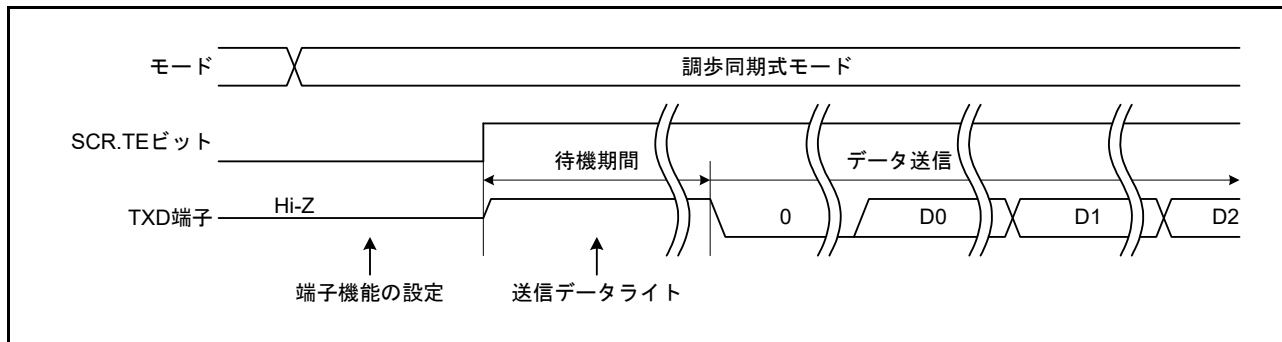 モード
調歩同期式モード
SCR.TEビット
待機期間
データ送信
TXD端子
Hi-Z
0
D0
D1
D2
端子機能の設定
送信データライト